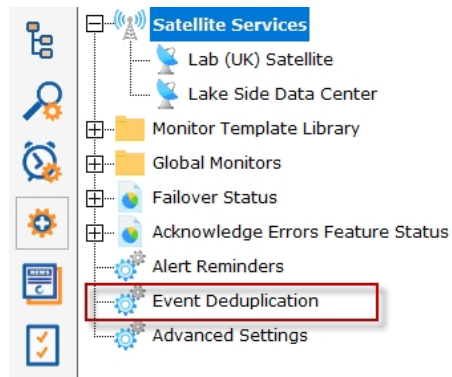 Satellite Services
Lab (UK) Satellite
Lake Side Data Center
Monitor Template Library
Global Monitors
Failover Status
Acknowledge Errors Feature Status
Alert Reminders
Event Deduplication
Advanced Settings
NEWS